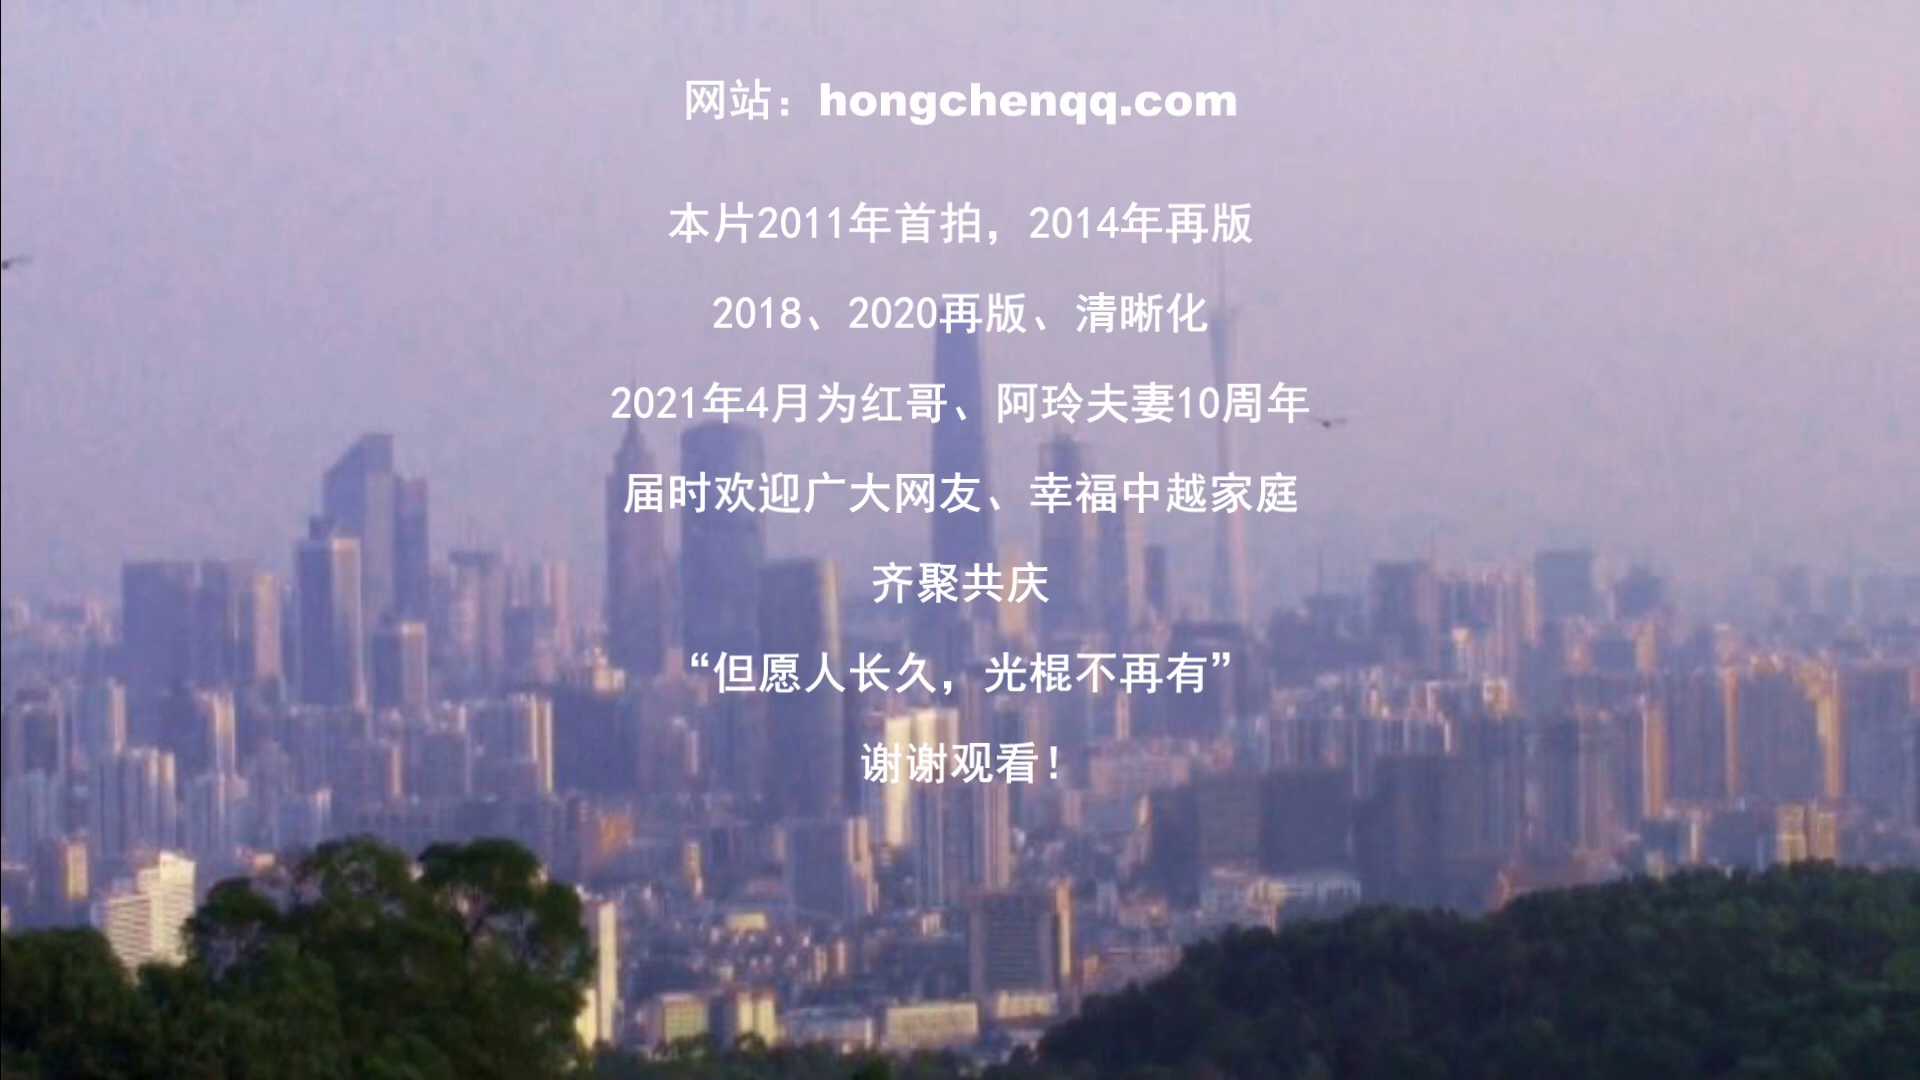 网站：hongchenqq.com
本片2011年首拍，2014年再版
2018、2020再版、清晰化
2021年4月为红哥、阿玲夫妻10周年
届时欢迎广大网友、幸福中越家庭
齐聚共庆
“但愿人长久，光棍不再有”
谢谢观看！